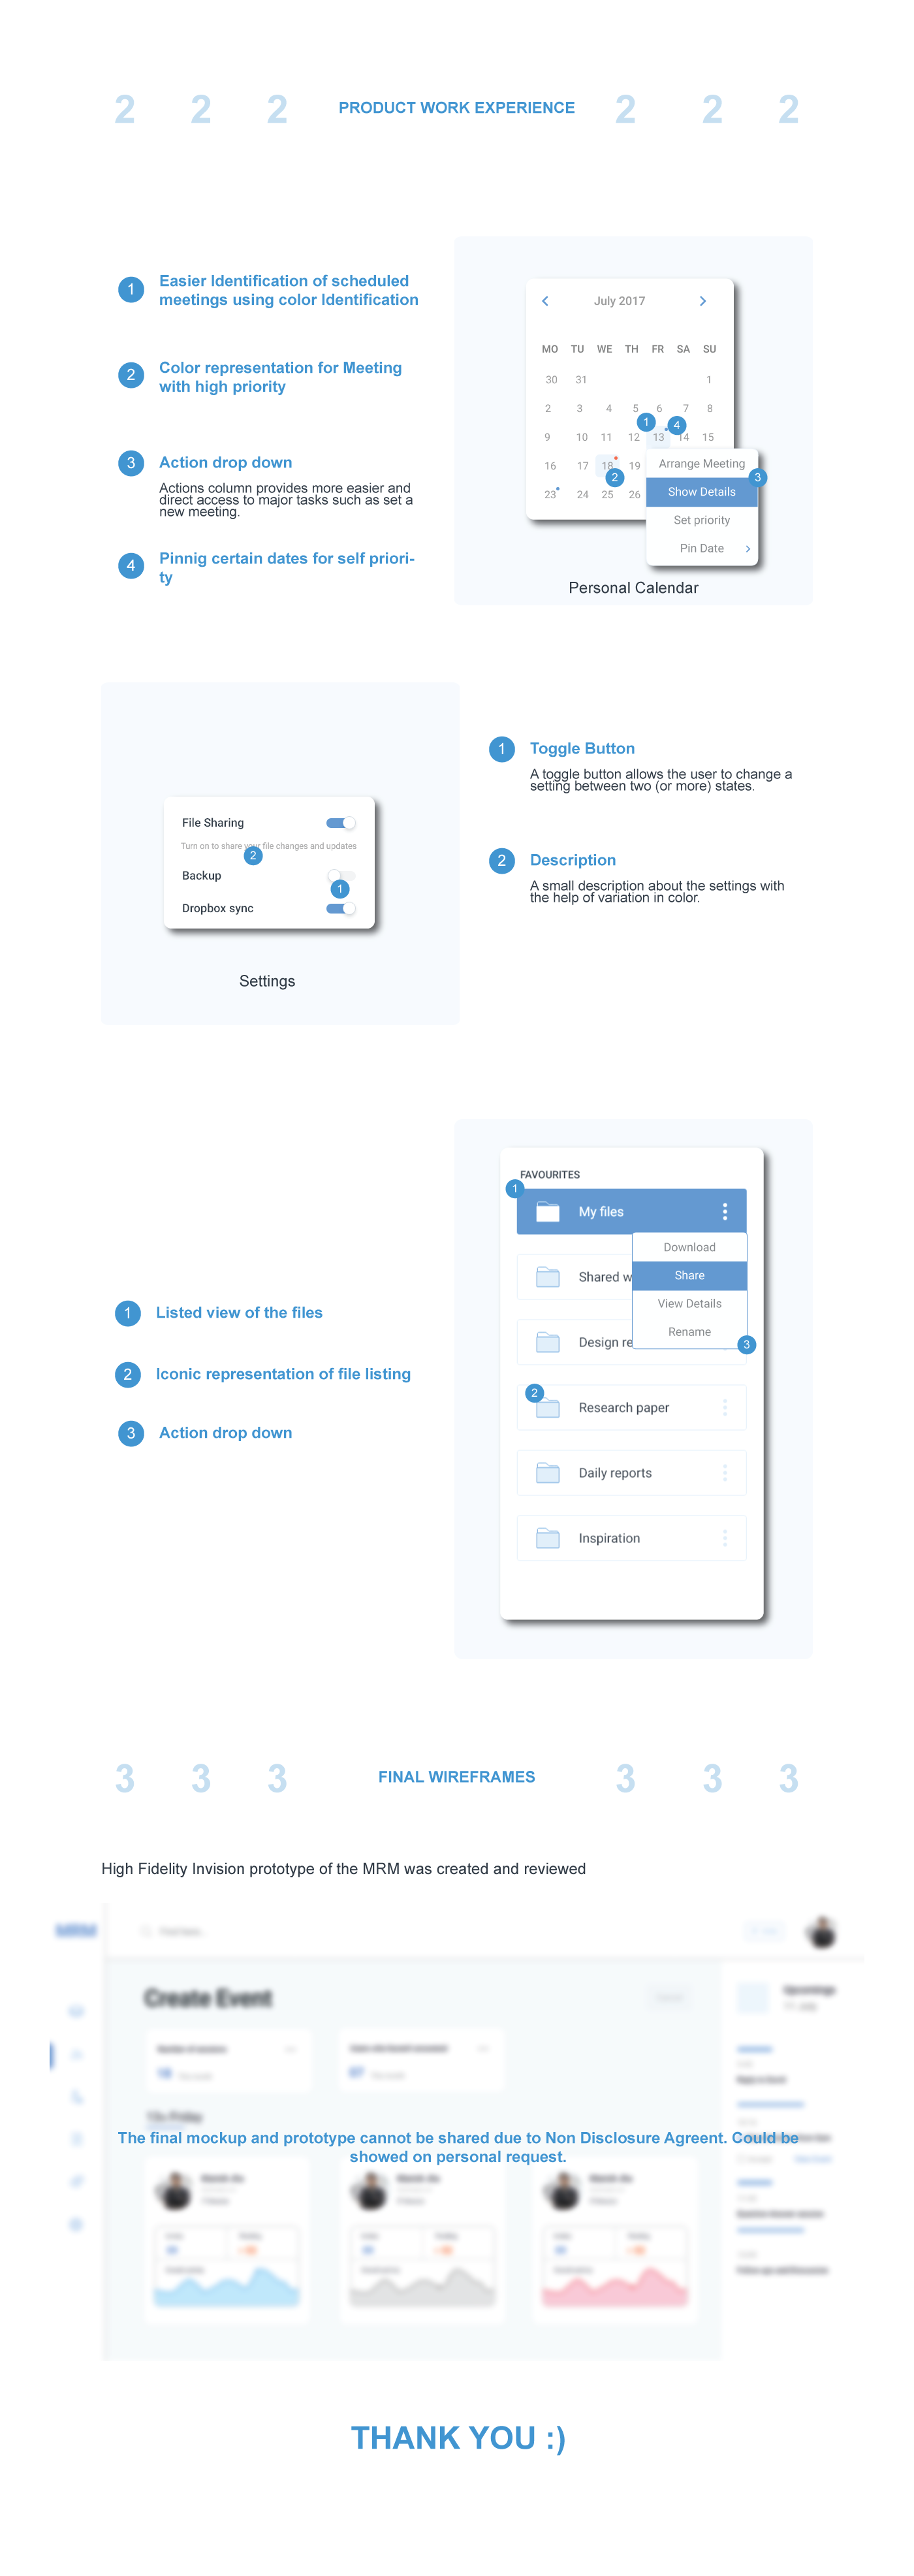 2 2 2 PRODUCT WORK EXPERIENCE 2 2 2
1 Easier Identification of scheduled
meetings using color Identification
2 Color representation for Meeting
with high priority
3 Action drop down
Actions column provides more easier and
direct access to major tasks such as set a
new meeting.
4 Pinnig certain dates for self priori-
ty
July 2017
MO TU WE TH FR SA SU
30 31 1
2 3 4 5 6 7 8
1 4
9 10 11 12 13 14 15
16 17 18 19
2
23 24 25 26
Arrange Meeting
Show Details 3
Set priority
Pin Date
Personal Calendar
File Sharing
Turn on to share your file changes and updates
2
Backup
1
Dropbox sync
Settings
1 Toggle Button
A toggle button allows the user to change a
setting between two (or more) states.
2 Description
A small description about the settings with
the help of variation in color.
1 Listed view of the files
2 Iconic representation of file listing
3 Action drop down
FAVOURITES
1
My files
Download
Share
View Details
Rename
3
Shared w
Design re
2
Research paper
Daily reports
Inspiration
3 3 3 FINAL WIREFRAMES 3 3 3
High Fidelity Invision prototype of the MRM was created and reviewed
MRM
Create Event
The final mockup and prototype cannot be shared due to Non Disclosure Agreent. Could be
showed on personal request.
THANK YOU :)